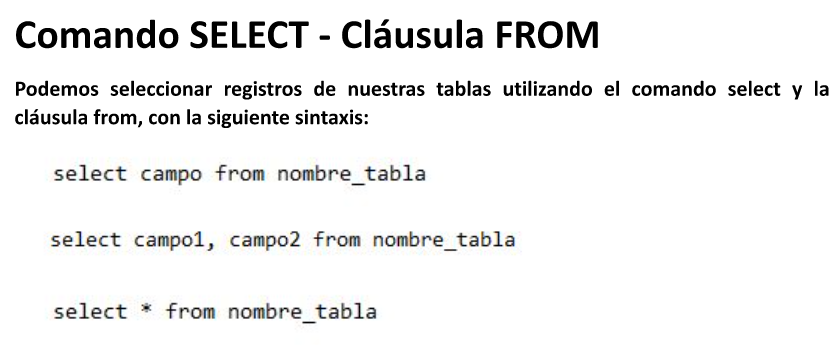 Comando SELECT - Cláusula FROM
Podemos seleccionar registros de nuestras tablas utilizando el comando select y la
cláusula from, con la siguiente sintaxis:
select campo from nombre_tabla
select campo1, campo2 from nombre_tabla
select * from nombre_tabla